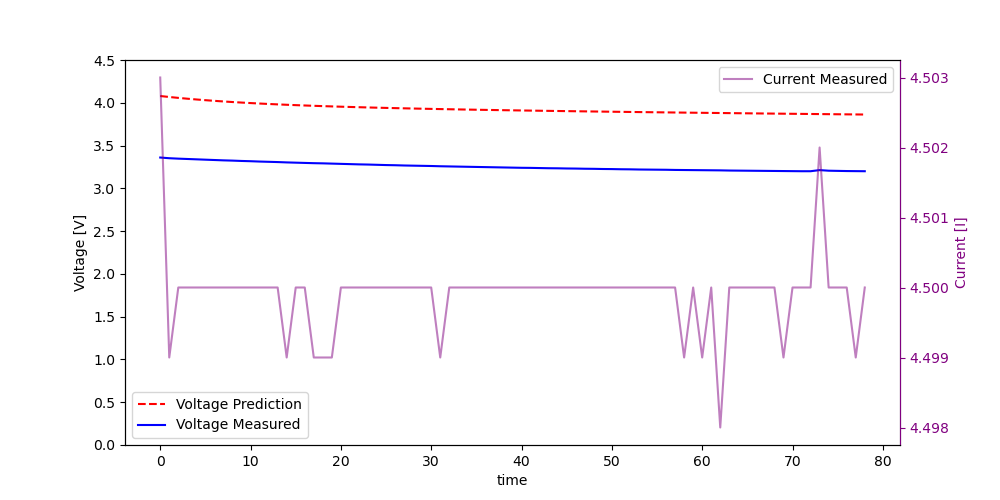 4.5
4.0
3.5
3.0
2.5
2.0
1.5
1.0
0.5
0.0
Voltage [V]
0 10 20 30 40 50 60 70 80
time
4.503
4.502
4.501
4.500
4.499
4.498
Current [I]
Current Measured
Voltage Prediction
Voltage Measured